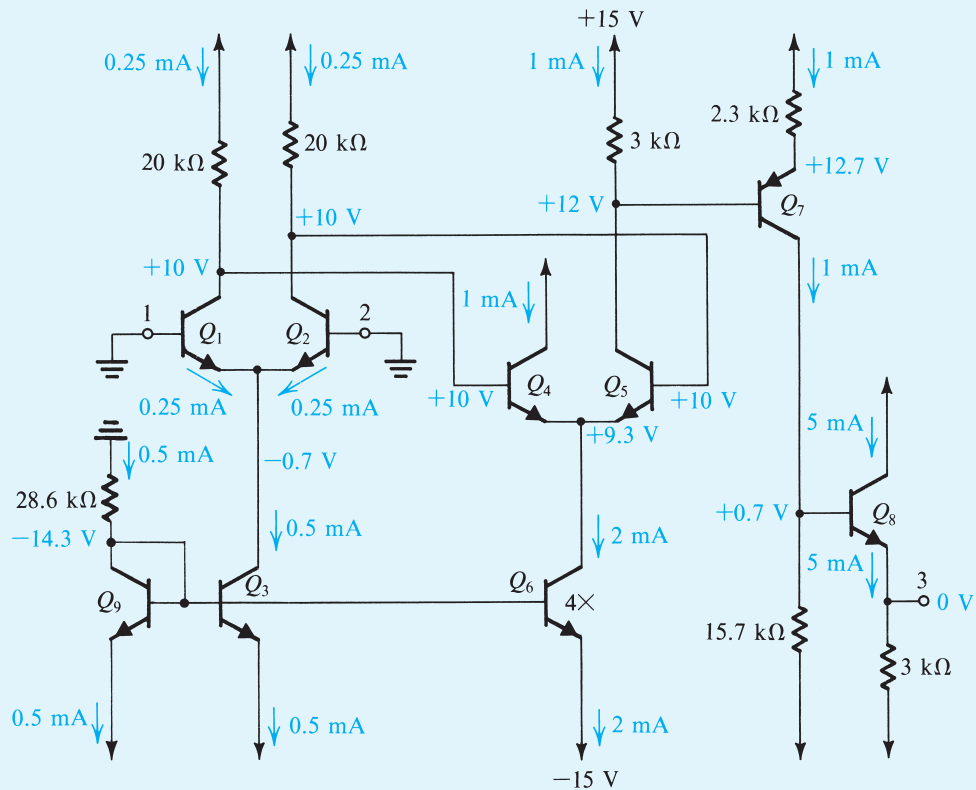 +15 V
0.25 mA
0.25 mA
1 mA
1 mA
20 kΩ
20 kΩ
3 kΩ
2.3 kΩ
+12.7 V
+10 V
+12 V
Q7
+10 V
1 mA
1 mA
1
Q1
Q2
2
0.25 mA
0.25 mA
+10 V
Q4
Q5
+10 V
+9.3 V
5 mA
0.5 mA
−0.7 V
28.6 kΩ
−14.3 V
0.5 mA
2 mA
+0.7 V
Q8
5 mA
Q9
Q3
Q6
4×
3
0 V
15.7 kΩ
3 kΩ
0.5 mA
0.5 mA
2 mA
−15 V